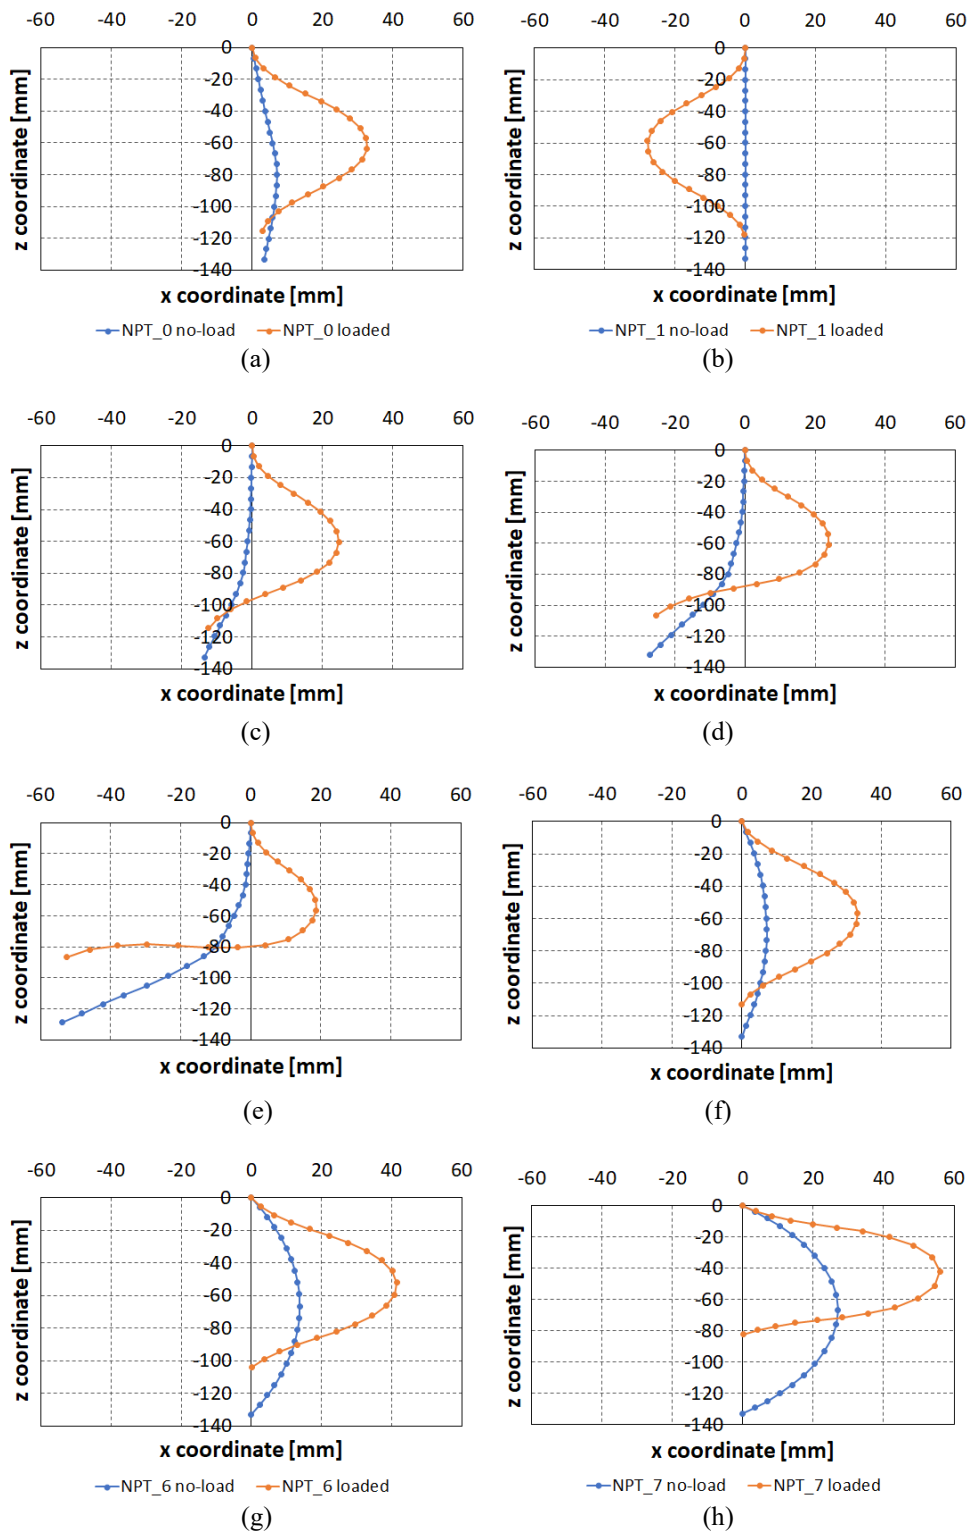 -60 -40 -20 0 20 40 60
0
-20
-40
-60
-80
-100
-120
-140
z coordinate [mm]
x coordinate [mm]
NPT_0 no-load NPT_0 loaded
(a)
-60 -40 -20 0 20 40 60
0
-20
-40
-60
-80
-100
-120
-140
z coordinate [mm]
x coordinate [mm]
NPT_1 no-load NPT_1 loaded
(b)
-60 -40 -20 0 20 40 60
0
-20
-40
-60
-80
-100
-120
-140
z coordinate [mm]
x coordinate [mm]
(c)
-60 -40 -20 0 20 40 60
0
-20
-40
-60
-80
-100
-120
-140
z coordinate [mm]
x coordinate [mm]
(d)
-60 -40 -20 0 20 40 60
0
-20
-40
-60
-80
-100
-120
-140
z coordinate [mm]
x coordinate [mm]
(e)
-60 -40 -20 0 20 40 60
0
-20
-40
-60
-80
-100
-120
-140
z coordinate [mm]
x coordinate [mm]
(f)
-60 -40 -20 0 20 40 60
0
-20
-40
-60
-80
-100
-120
-140
z coordinate [mm]
x coordinate [mm]
NPT_6 no-load NPT_6 loaded
(g)
-60 -40 -20 0 20 40 60
0
-20
-40
-60
-80
-100
-120
-140
z coordinate [mm]
x coordinate [mm]
NPT_7 no-load NPT_7 loaded
(h)